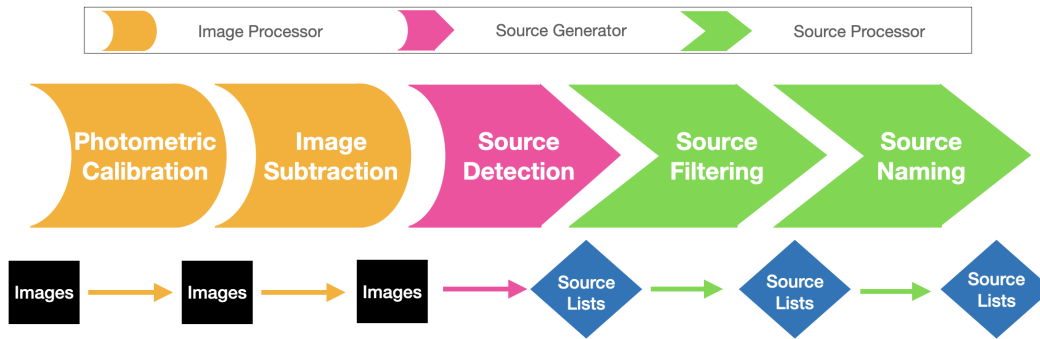 Image Processor
Source Generator
Source Processor
Photometric
Calibration
Image
Subtraction
Source
Detection
Source
Filtering
Source
Naming
Images
Images
Images
Source
Lists
Source
Lists
Source
Lists